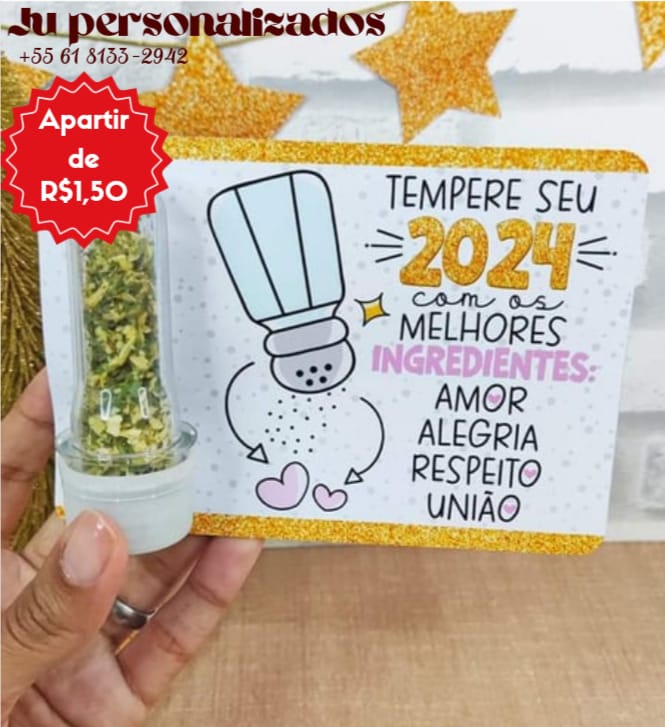 Ju personalizados
+55 61 8133-2942
Apartir
de
R$1,50
TEMPERE SEU
2024
com os
MELHORES
INGREDIENTES:
AMOR
ALEGRIA
RESPEITO
UNIÃO